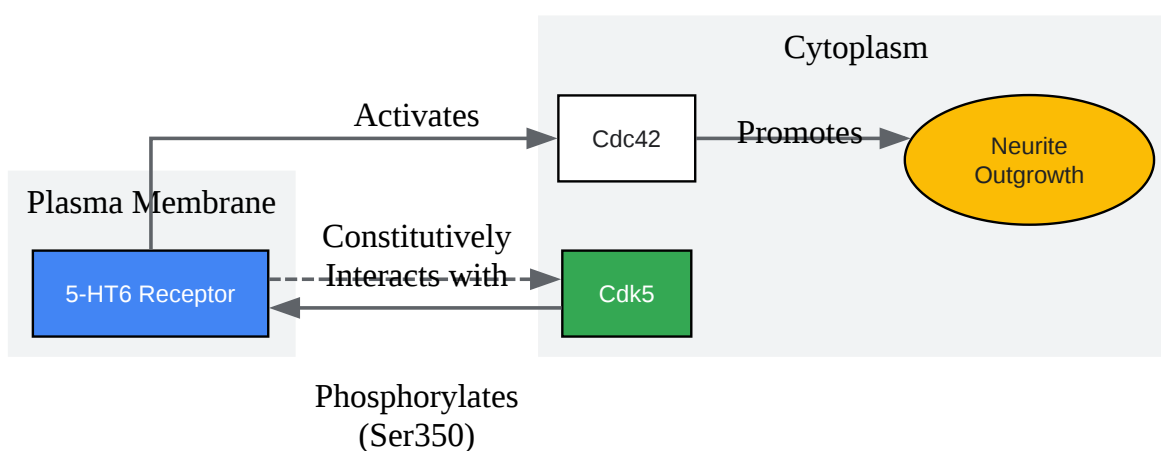 Cytoplasm
Activates
Cdc42
Promotes
Neurite
Outgrowth
Plasma Membrane
Constitutively
Interacts with
5-HT6 Receptor
Cdk5
Phosphorylates
(Ser350)